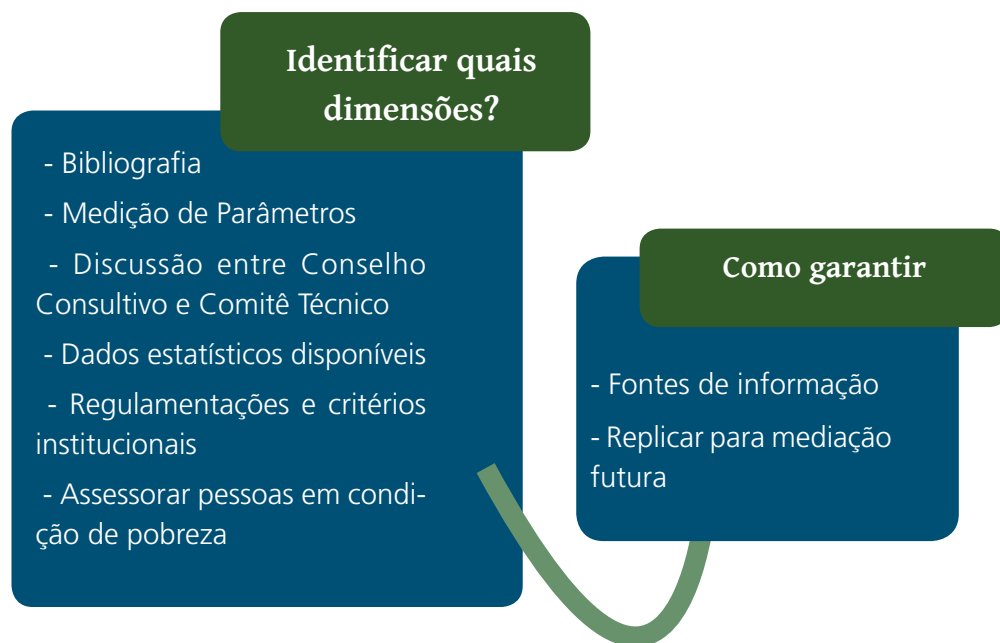 Identificar quais
dimensões?
- Bibliografia
- Medição de Parâmetros
- Discussão entre Conselho
Consultivo e Comitê Técnico
- Dados estatísticos disponíveis
- Regulamentações e critérios
institucionais
- Assessorar pessoas em condi-
ção de pobreza
Como garantir
- Fontes de informação
- Replicar para mediação
futura